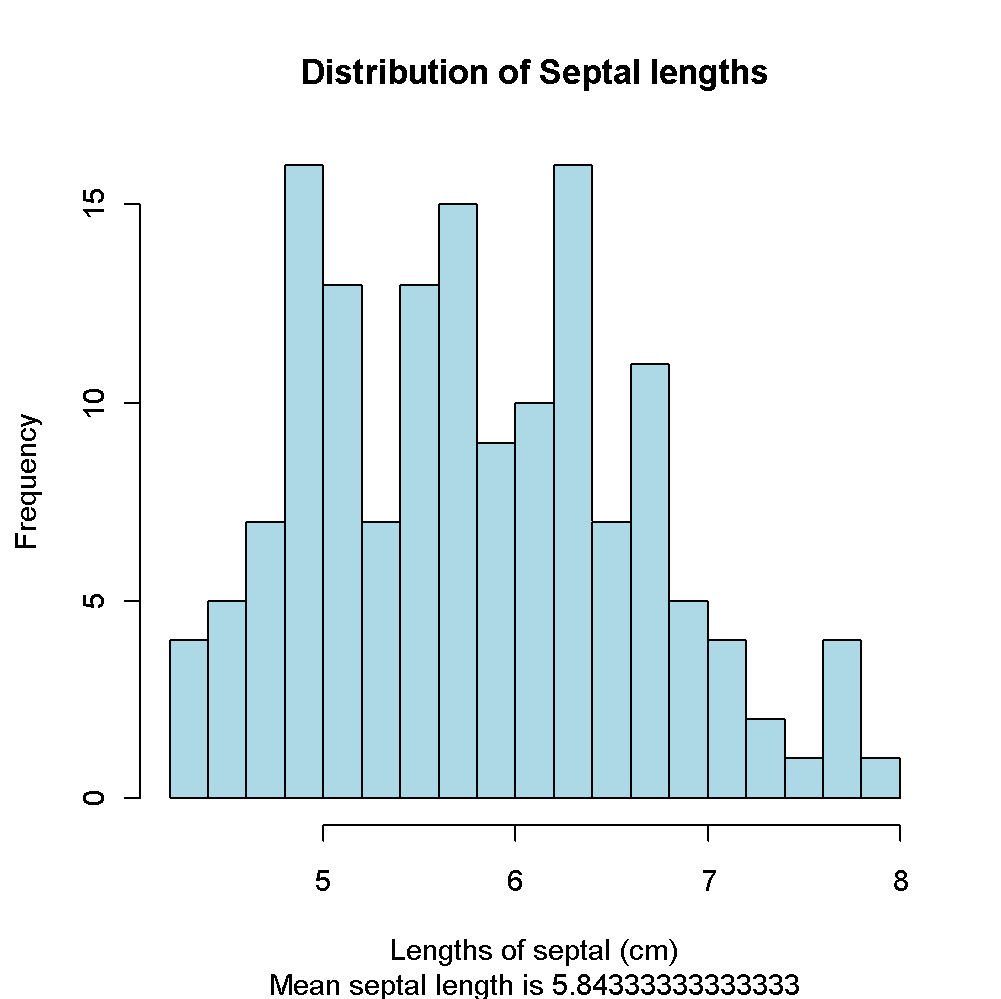 Distribution of Septal lengths
Frequency
15
10
5
0
5 6 7 8
Lengths of septal (cm)
Mean septal length is 5.84333333333333